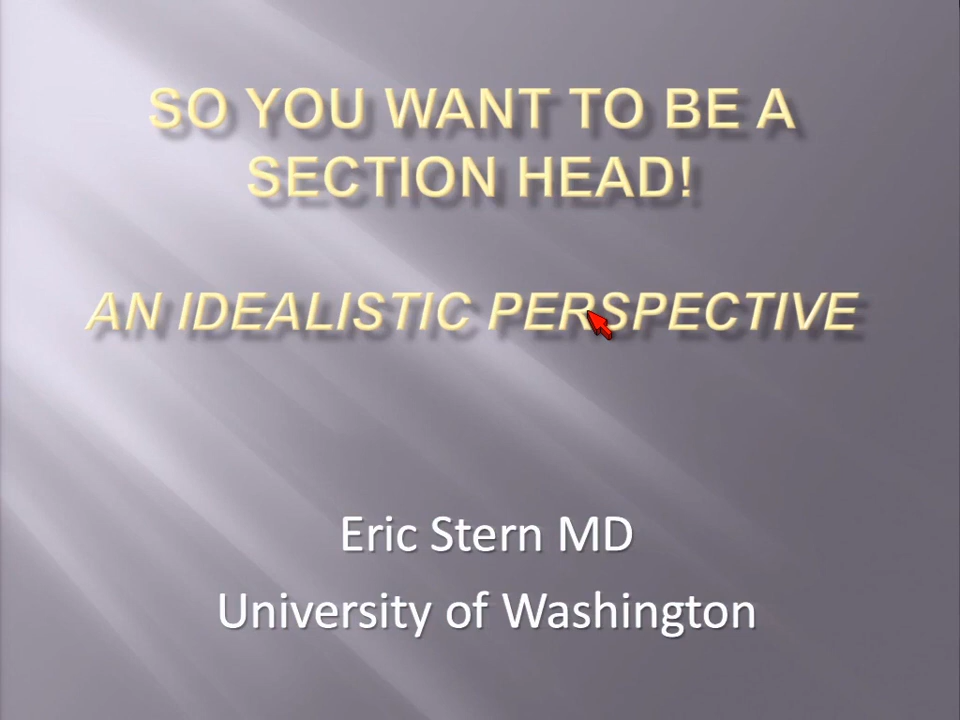 SO YOU WANT TO BE A
SECTION HEAD!
AN IDEALISTIC PERSPECTIVE
Eric Stern MD
University of Washington